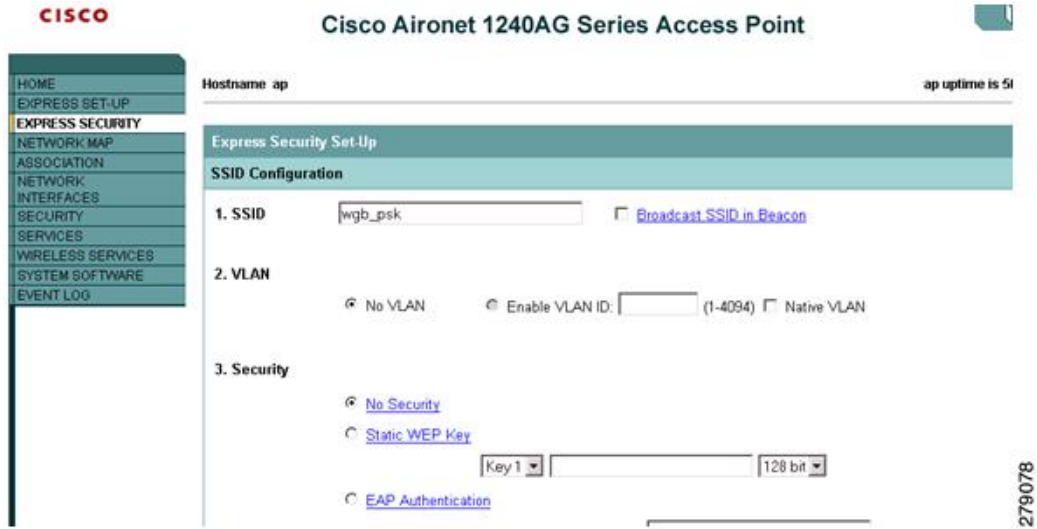 CISCO
Cisco Aironet 1240AG Series Access Point
HOME
EXPRESS SET-UP
EXPRESS SECURITY
NETWORK MAP
ASSOCIATION
NETWORK
INTERFACES
SECURITY
SERVICES
WIRELESS SERVICES
SYSTEM SOFTWARE
EVENT LOG
Hostname ap
ap uptime is
Express Security Set-Up
SSID Configuration
1. SSID wgb_psk Broadcast SSID in Beacon
2. VLAN
No VLAN Enable VLAN ID: (1-4094) Native VLAN
3. Security
No Security
Static WEP Key
Key 1 128 bit
EAP Authentication
279078